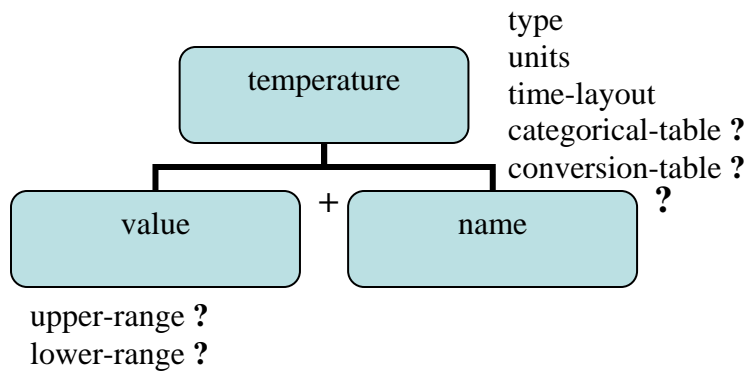 type
units
time-layout
categorical-table ?
conversion-table ?
temperature
value
+
name
?
upper-range ?
lower-range ?